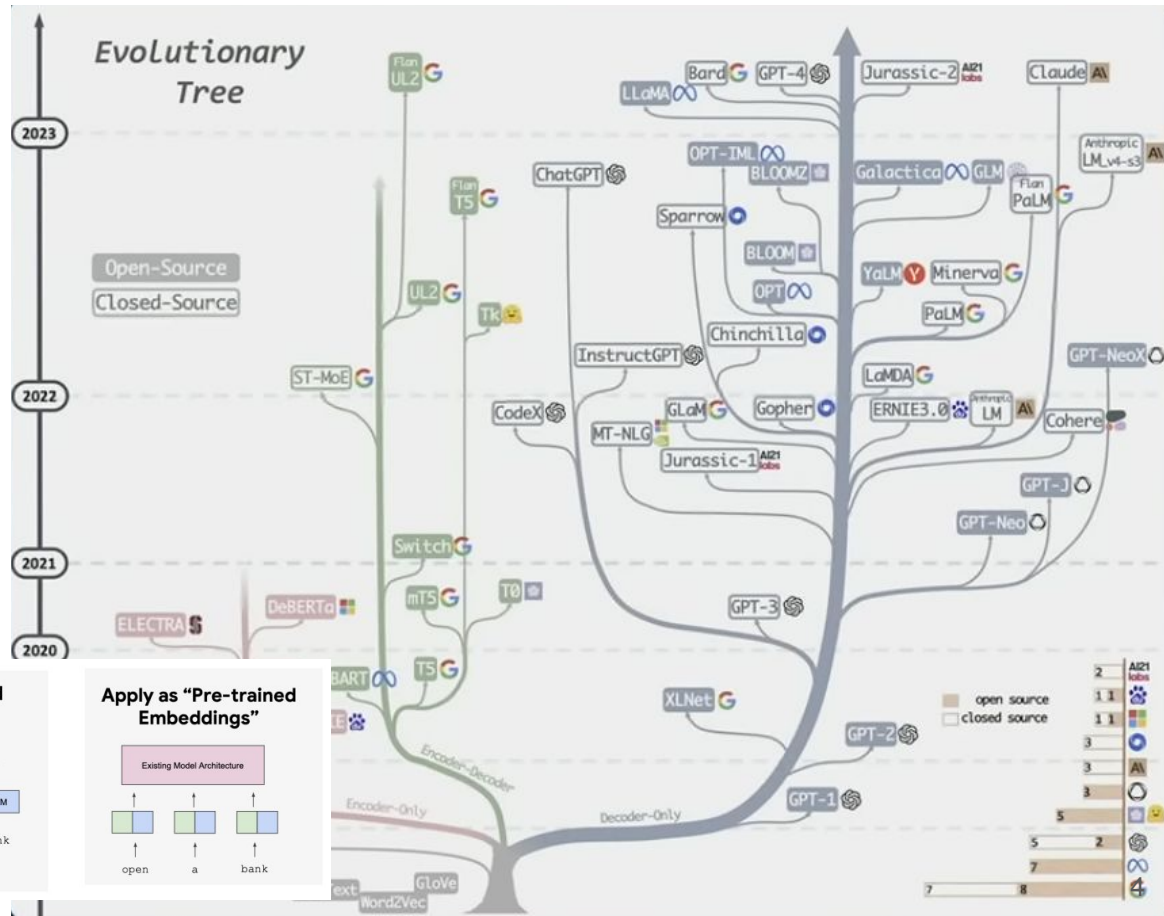 Evolutionary
Tree
2023
2022
2021
2020
Open-Source
Closed-Source
Flan
UL2
Bard
GPT-4
Jurassic-2
AI21
labs
Claude
A\
LLaMA
OPT-IML
BLOOMZ
Galactica
GLM
Anthropic
LM_v4-s3
A\
ChatGPT
Flan
T5
Flan
PaLM
Sparrow
BLOOM
YaLM
Y
Minerva
UL2
OPT
Tk
PaLM
Chinchilla
InstructGPT
GPT-NeoX
ST-MoE
LaMDA
CodeX
GLaM
Gopher
ERNIE3.0
Anthropic
LM
A\
Cohere
MT-NLG
Jurassic-1
AI21
labs
GPT-J
GPT-Neo
Switch
mT5
T0
DeBERTa
ELECTRA
GPT-3
BART
T5
XLNet
GPT-2
GPT-1
Encoder-Decoder
Encoder-Only
Decoder-Only
GloVe
Word2Vec
Apply as “Pre-trained
Embeddings”
Existing Model Architecture
open
a
bank
open source
closed source
2
AI21
labs
1 1
1 1
3
3
A\
3
5
5 2
7
7 8
4